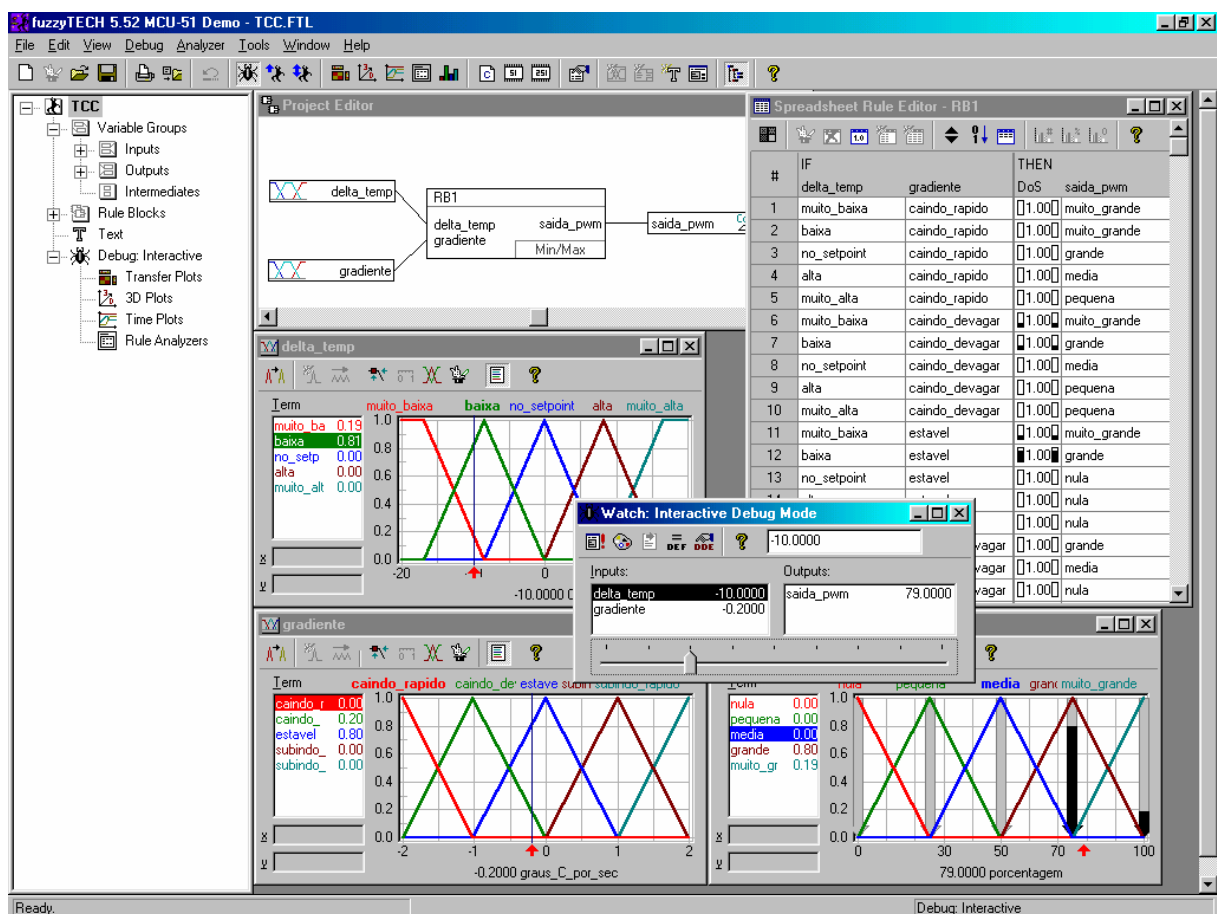 fuzzyTECH 5.52 MCU-51 Demo - TCC.FTL
File Edit View Debug Analyzer Tools Window Help
TCC
Variable Groups
Inputs
Outputs
Intermediates
Rule Blocks
Text
Debug: Interactive
Transfer Plots
3D Plots
Time Plots
Rule Analyzers
Project Editor
delta_temp
gradiente
RB1
delta_temp saida_pwm
gradiente
Min/Max
saida_pwm
Spreadsheet Rule Editor - RB1
IF THEN
# delta_temp gradiente DoS saida_pwm
1 muito_baixa caindo_rapido 1.00 muito_grande
2 baixa caindo_rapido 1.00 muito_grande
3 no_setpoint caindo_rapido 1.00 grande
4 alta caindo_rapido 1.00 media
5 muito_alta caindo_rapido 1.00 pequena
6 muito_baixa caindo_devagar 1.00 muito_grande
7 baixa caindo_devagar 1.00 grande
8 no_setpoint caindo_devagar 1.00 media
9 alta caindo_devagar 1.00 pequena
10 muito_alta caindo_devagar 1.00 pequena
11 muito_baixa estavel 1.00 muito_grande
12 baixa estavel 1.00 grande
13 no_setpoint estavel 1.00 nula
1.00 nula
1.00 nula
vagar 1.00 grande
vagar 1.00 media
vagar 1.00 nula
delta_temp
Term muito_baixa baixa no_setpoint alta muito_alta
muito_ba 0.19
baixa 0.81
no_setp 0.00
alta 0.00
muito_alt 0.00
1.0
0.8
0.6
0.4
0.2
0.0
x
y
-20 0
-10.0000
Watch: Interactive Debug Mode
DEF DDE -10.0000
Inputs: Outputs:
delta_temp -10.0000 saida_pwm 79.0000
gradiente -0.2000
gradiente
Term caindo_rapido caindo_de estave subin subindo_rapido
caindo_r 0.00
caindo_ 0.20
estavel 0.80
subindo_ 0.00
subindo_ 0.00
1.0
0.8
0.6
0.4
0.2
0.0
x
y
-2 -1 0 1 2
-0.2000 graus_C_por_sec
Term nula pequena media grand muito_grande
nula 0.00
pequena 0.00
media 0.00
grande 0.80
muito_gr 0.19
1.0
0.8
0.6
0.4
0.2
0.0
x
y
0 30 50 70 100
79.0000 porcentagem
Ready. Debug: Interactive